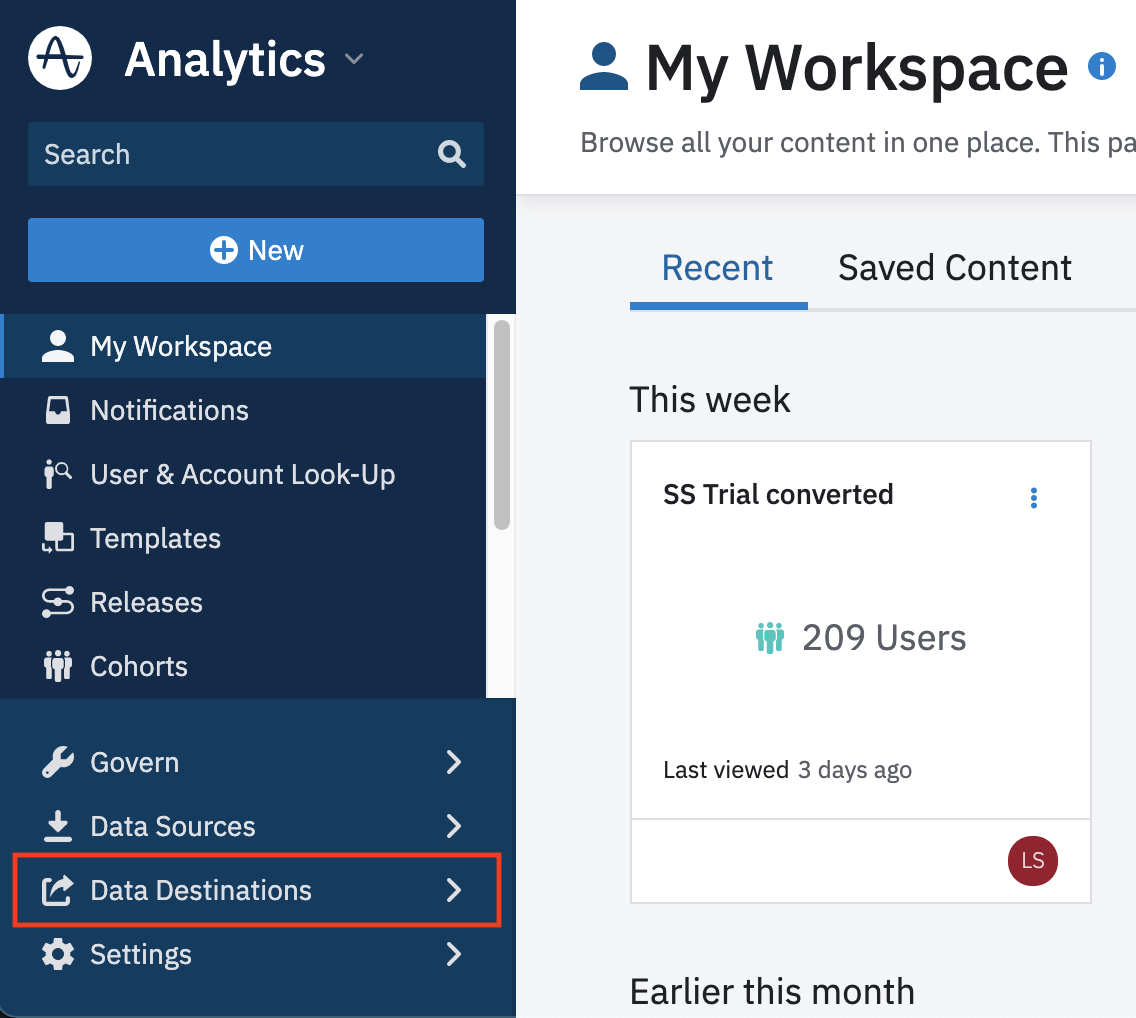 Analytics
Search
New
My Workspace
Notifications
User & Account Look-Up
Templates
Releases
Cohorts
Govern
Data Sources
Data Destinations
Settings
My Workspace
Browse all your content in one place. This pa
Recent
Saved Content
This week
SS Trial converted
209 Users
Last viewed 3 days ago
LS
Earlier this month